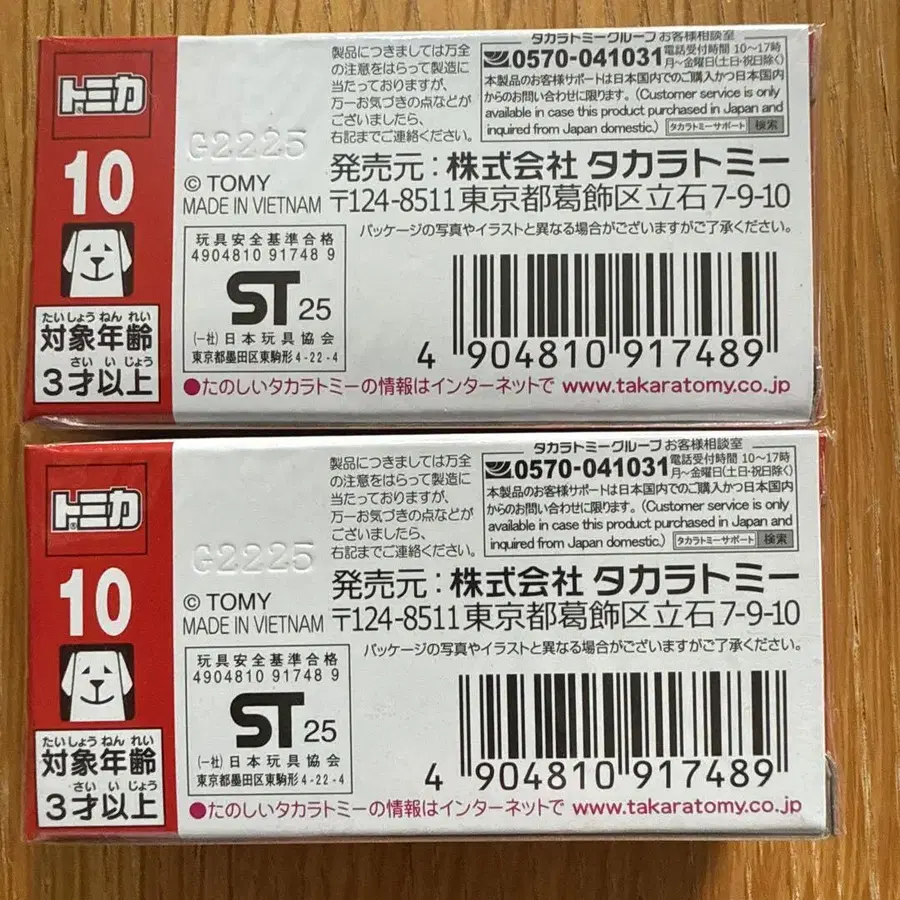 トミカ
10
たいしょうねんれい
対象年齢
さいいじょう
3才以上
製品につきましては万全
の注意をはらって製造に
当たっておりますが、
万一お気づきの点などが
ございましたら、
右記までご連絡ください。
G2225
タカラトミーグループ お客様相談室
0570-041031 電話受付時間 10〜17時
月〜金曜日(土日・祝日除く)
本製品のお客様サポートは日本国内でのご購入かつ日本国内
からのお問い合わせに限ります。(Customer service is only
available in case this product purchased in Japan and
inquired from Japan domestic.) タカラトミーサポート 検索
© TOMY
MADE IN VIETNAM
発売元:株式会社 タカラトミー
〒124-8511 東京都葛飾区立石 7-9-10
パッケージの写真やイラストと異なる場合がございますがご了承ください。
玩具安全基準合格
4904810 91748 9
ST 25
(一社)日本玩具協会
東京都墨田区東駒形 4-22-4
4 904810 917489
●たのしいタカラトミーの情報はインターネットで www.takaratomy.co.jp
トミカ
10
たいしょうねんれい
対象年齢
さいいじょう
3才以上
製品につきましては万全
の注意をはらって製造に
当たっておりますが、
万一お気づきの点などが
ございましたら、
右記までご連絡ください。
G2225
タカラトミーグループ お客様相談室
0570-041031 電話受付時間 10〜17時
月〜金曜日(土日・祝日除く)
本製品のお客様サポートは日本国内でのご購入かつ日本国内
からのお問い合わせに限ります。(Customer service is only
available in case this product purchased in Japan and
inquired from Japan domestic.) タカラトミーサポート 検索
© TOMY
MADE IN VIETNAM
発売元:株式会社 タカラトミー
〒124-8511 東京都葛飾区立石 7-9-10
パッケージの写真やイラストと異なる場合がございますがご了承ください。
玩具安全基準合格
4904810 91748 9
ST 25
(一社)日本玩具協会
東京都墨田区東駒形 4-22-4
4 904810 917489
●たのしいタカラトミーの情報はインターネットで www.takaratomy.co.jp